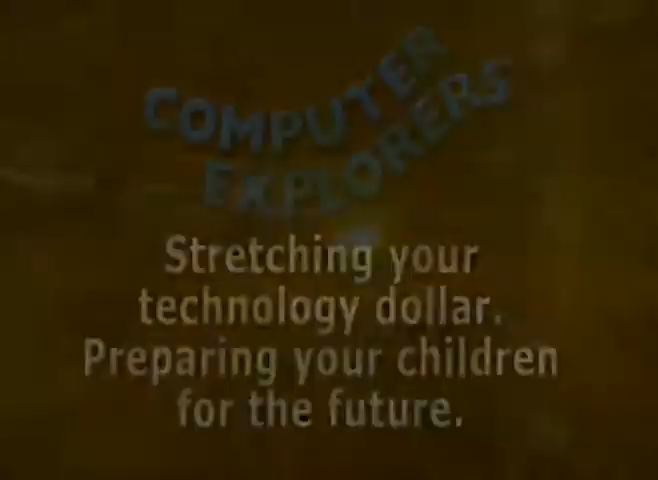 COMPUTER
EXPLORERS
Stretching your
technology dollar.
Preparing your children
for the future.